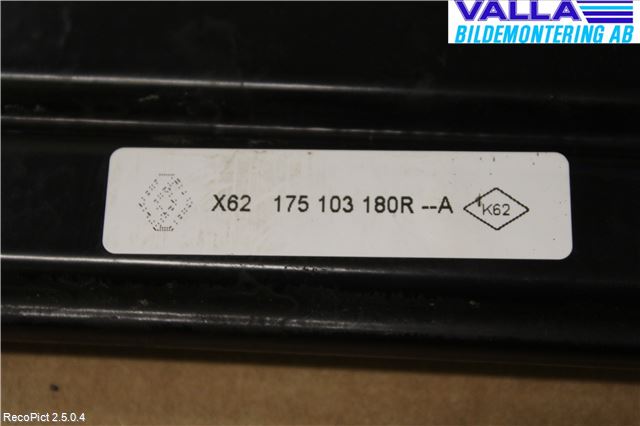 VALLA
BILDEMONTERING AB
X62 175 103 180R --A
K62
RecoPict 2.5.0.4